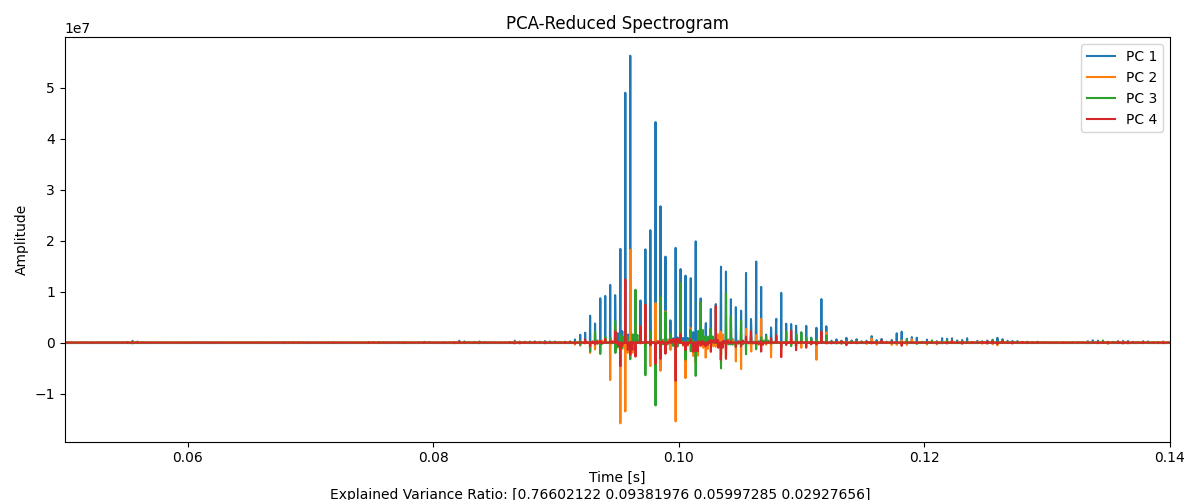 PCA-Reduced Spectrogram
1e7
PC 1
PC 2
PC 3
PC 4
5
4
3
2
1
0
−1
Amplitude
0.06
0.08
0.10
0.12
0.14
Time [s]
Explained Variance Ratio: [0.76602122 0.09381976 0.05997285 0.02927656]